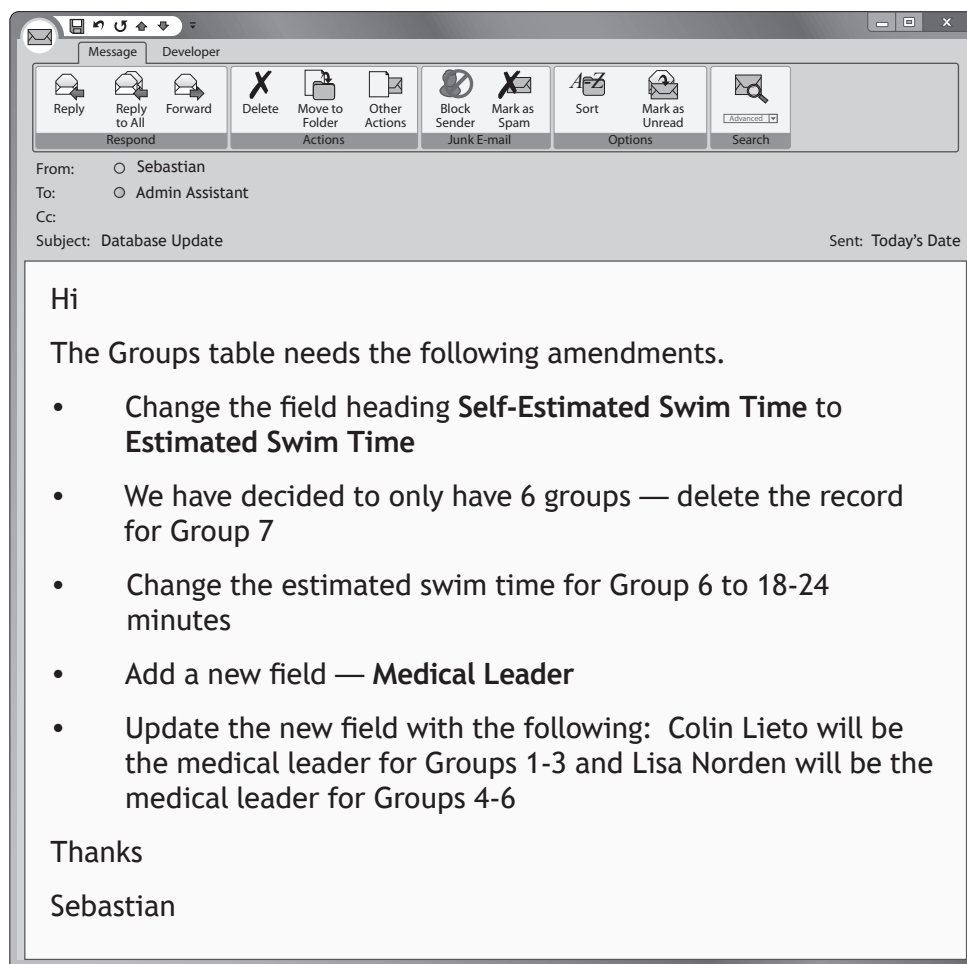 Message Developer
Reply Reply to All Forward Delete Move to Folder Other Actions Block Sender Mark as Spam Sort Mark as Unread Advanced
Respond Actions Junk E-mail Options Search
From: Sebastian
To: Admin Assistant
Cc:
Subject: Database Update Sent: Today's Date
Hi
The Groups table needs the following amendments.
• Change the field heading Self-Estimated Swim Time to
Estimated Swim Time
• We have decided to only have 6 groups — delete the record
for Group 7
• Change the estimated swim time for Group 6 to 18-24
minutes
• Add a new field — Medical Leader
• Update the new field with the following: Colin Lieto will be
the medical leader for Groups 1-3 and Lisa Norden will be the
medical leader for Groups 4-6
Thanks
Sebastian